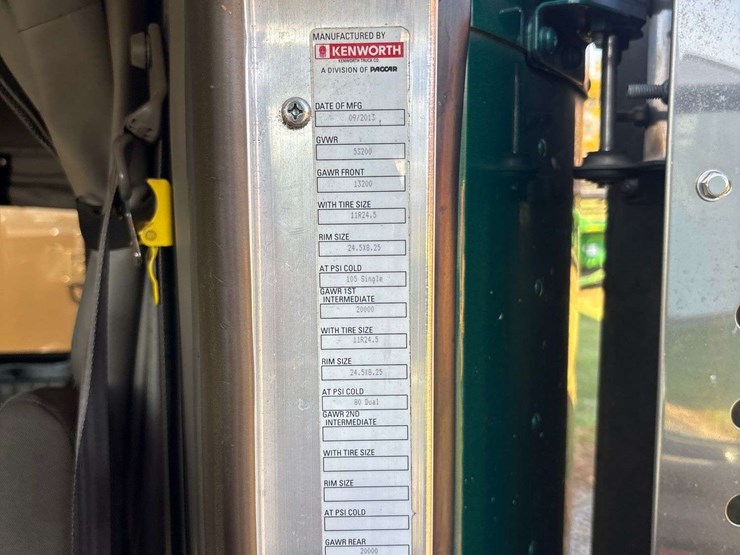 MANUFACTURED BY
KENWORTH
KENWORTH TRUCK CO.
A DIVISION OF PACCAR
DATE OF MFG
09/2013
GVWR
53200
GAWR FRONT
13200
WITH TIRE SIZE
11R24.5
RIM SIZE
24.5X8.25
AT PSI COLD
105 Single
GAWR 1ST
INTERMEDIATE
20000
WITH TIRE SIZE
11R24.5
RIM SIZE
24.5X8.25
AT PSI COLD
80 Dual
GAWR 2ND
INTERMEDIATE
WITH TIRE SIZE
RIM SIZE
AT PSI COLD
GAWR REAR
20000